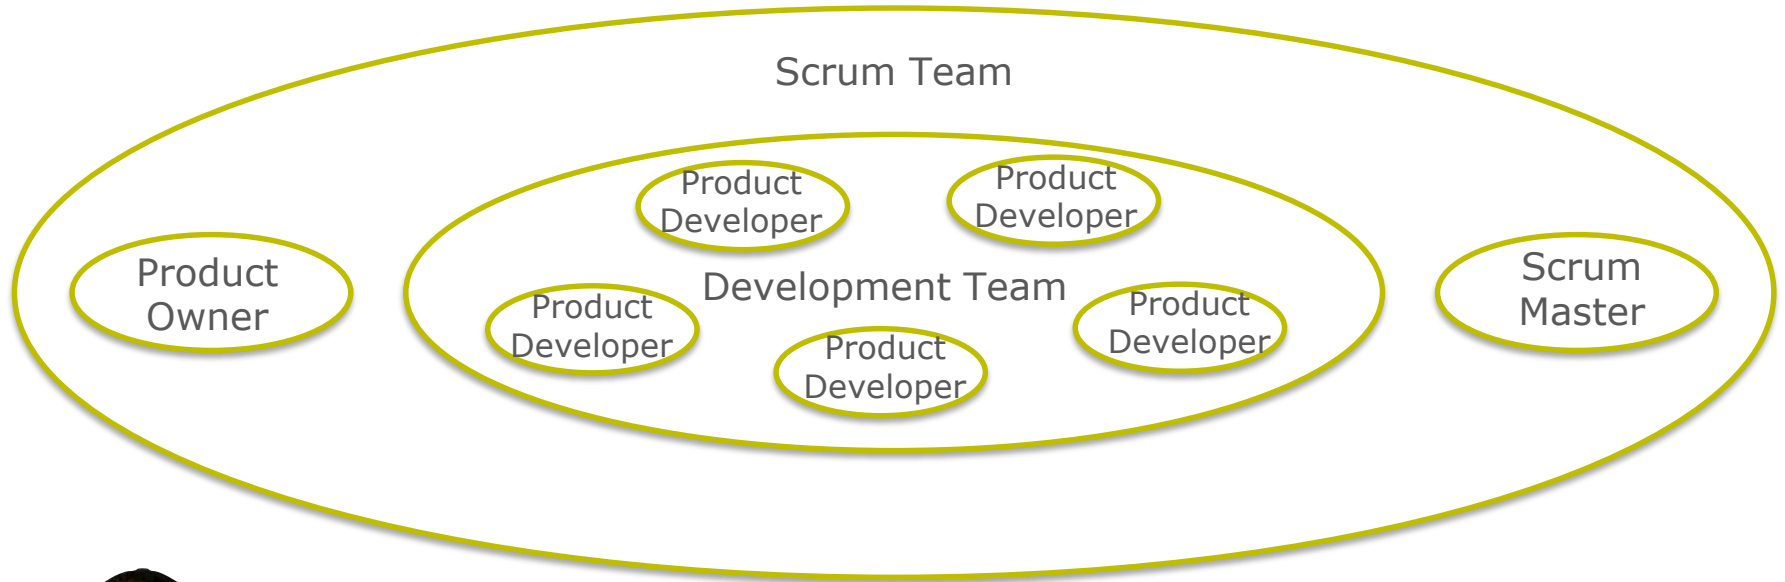 Scrum Team
Product
Developer
Product
Developer
Product
Owner
Development Team
Scrum
Master
Product
Developer
Product
Developer
Product
Developer